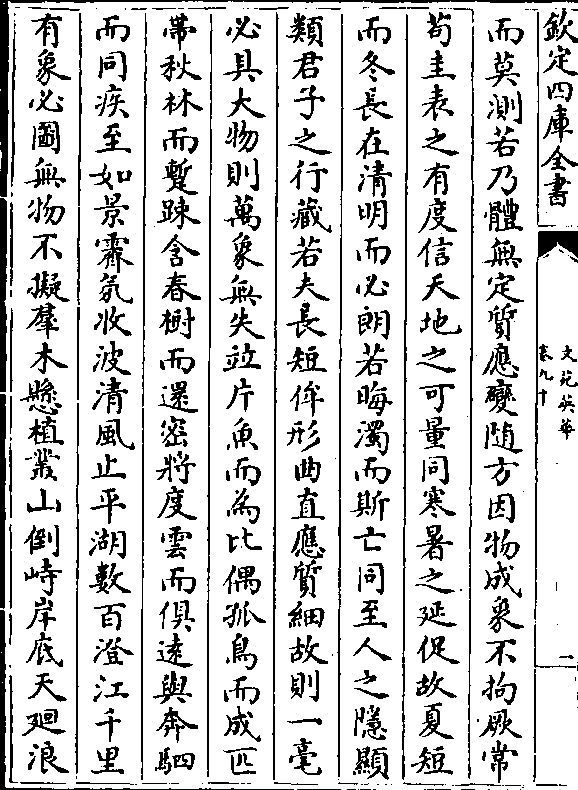 欽定四庫全書
文苑英華
卷九十
二
而莫測若乃體無定質應變随方因物成象不拘厥常
苟圭表之有度信天地之可量同寒暑之延促故夏短
而冬長在清明而必朗若晦濁而斯亡同至人之隱顯
類君子之行藏若夫長短侔形曲直應質細故則一毫
必具大物則萬象無失竝片魚而為比偶孤鳥而成匹
帶秋林而蹔踈含春樹而還宻將度雲而俱逺與奔駟
而同疾至如景霽氛收波清風止平湖數百澄江千里
有象必圖無物不擬羣木懸植叢山倒峙岸底天廻浪